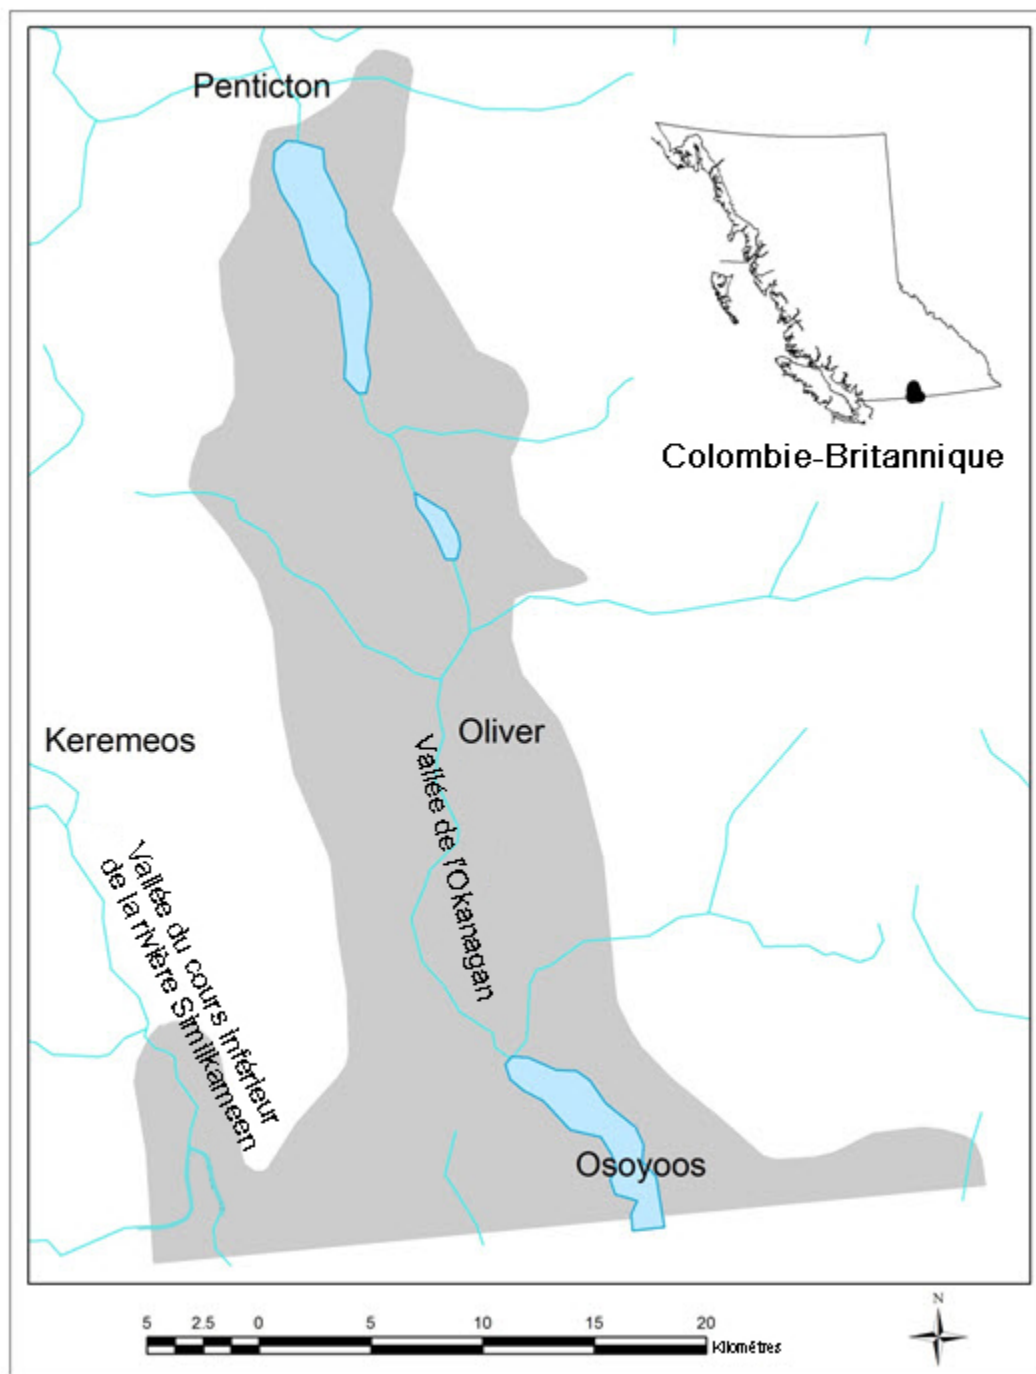 Penticton
Colombie-Britannique
Keremeos
Oliver
Vallée de l'Okanagan
Vallée du cours inférieur
de la rivière Similkameen
Osoyoos
N
5 2.5 0 5 10 15 20
Kilomètres